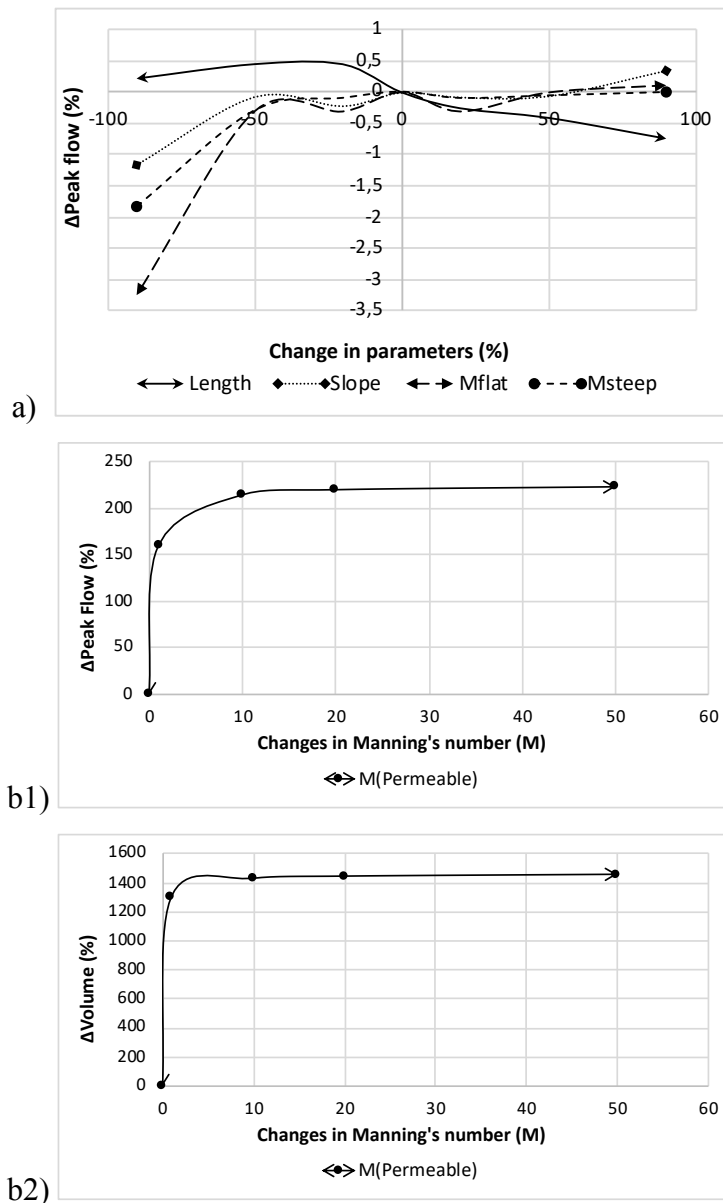 1
0,5
0
-100
-50
0
50
100
-0,5
-1
-1,5
-2
-2,5
-3
-3,5
ΔPeak flow (%)
Change in parameters (%)
Length
Slope
Mflat
Msteep
a)
250
200
150
100
50
0
ΔPeak Flow (%)
0
10
20
30
40
50
60
Changes in Manning's number (M)
M(Permeable)
b1)
1600
1400
1200
1000
800
600
400
200
0
ΔVolume (%)
0
10
20
30
40
50
60
Changes in Manning's number (M)
M(Permeable)
b2)